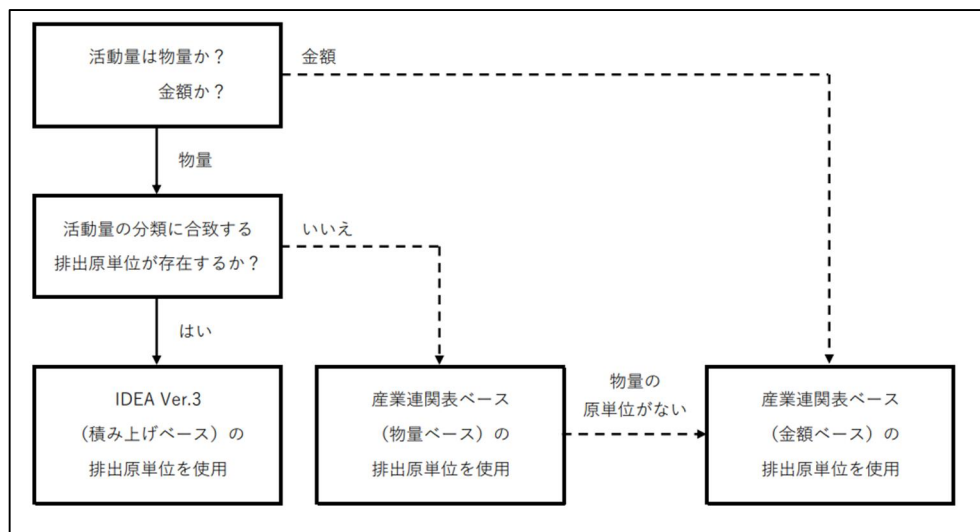 活動量は物量か？
金額か？
金額
物量
活動量の分類に合致する
排出原単位が存在するか？
いいえ
はい
IDEA Ver.3
（積み上げベース）の
排出原単位を使用
産業連関表ベース
（物量ベース）の
排出原単位を使用
物量の
原単位がない
産業連関表ベース
（金額ベース）の
排出原単位を使用